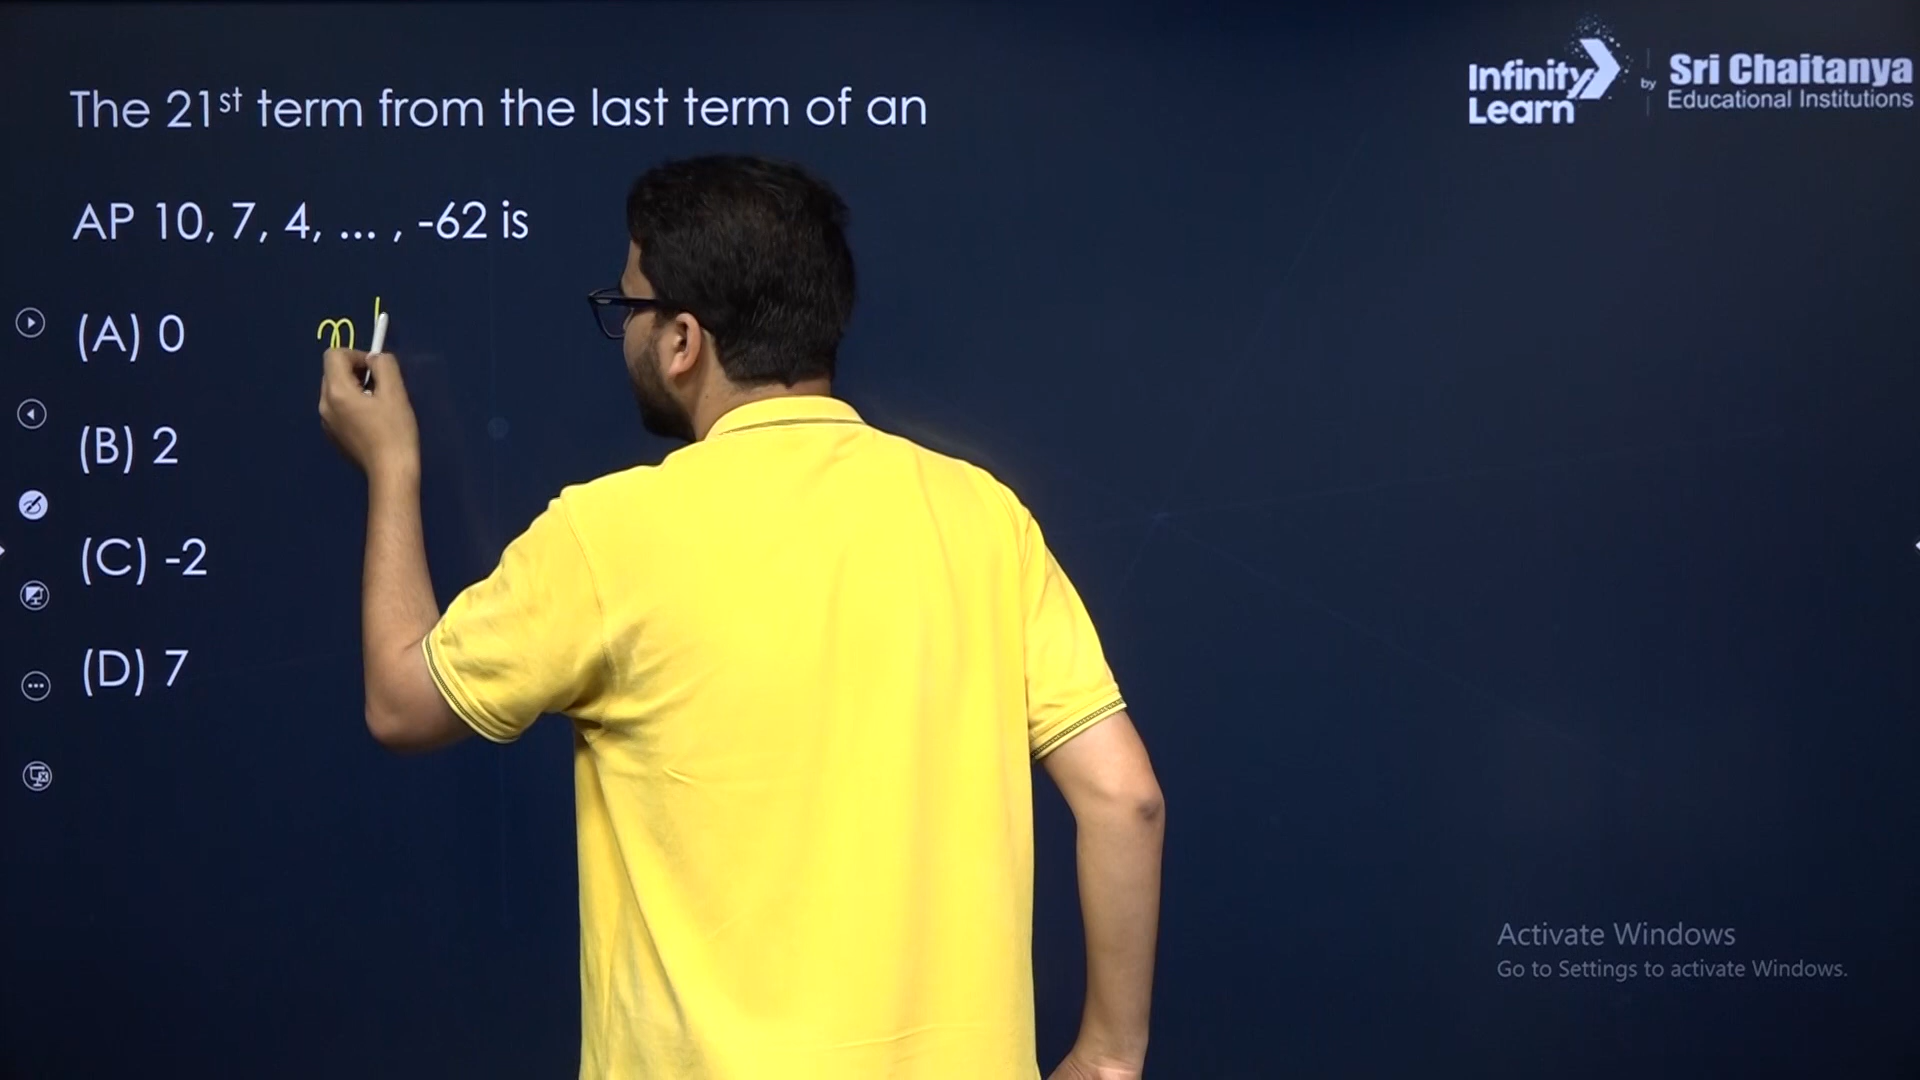 The 21st term from the last term of an
AP 10, 7, 4, ... , -62 is
(A) 0
(B) 2
(C) -2
(D) 7
n
Infinity Learn
by
Sri Chaitanya
Educational Institutions
Activate Windows
Go to Settings to activate Windows.